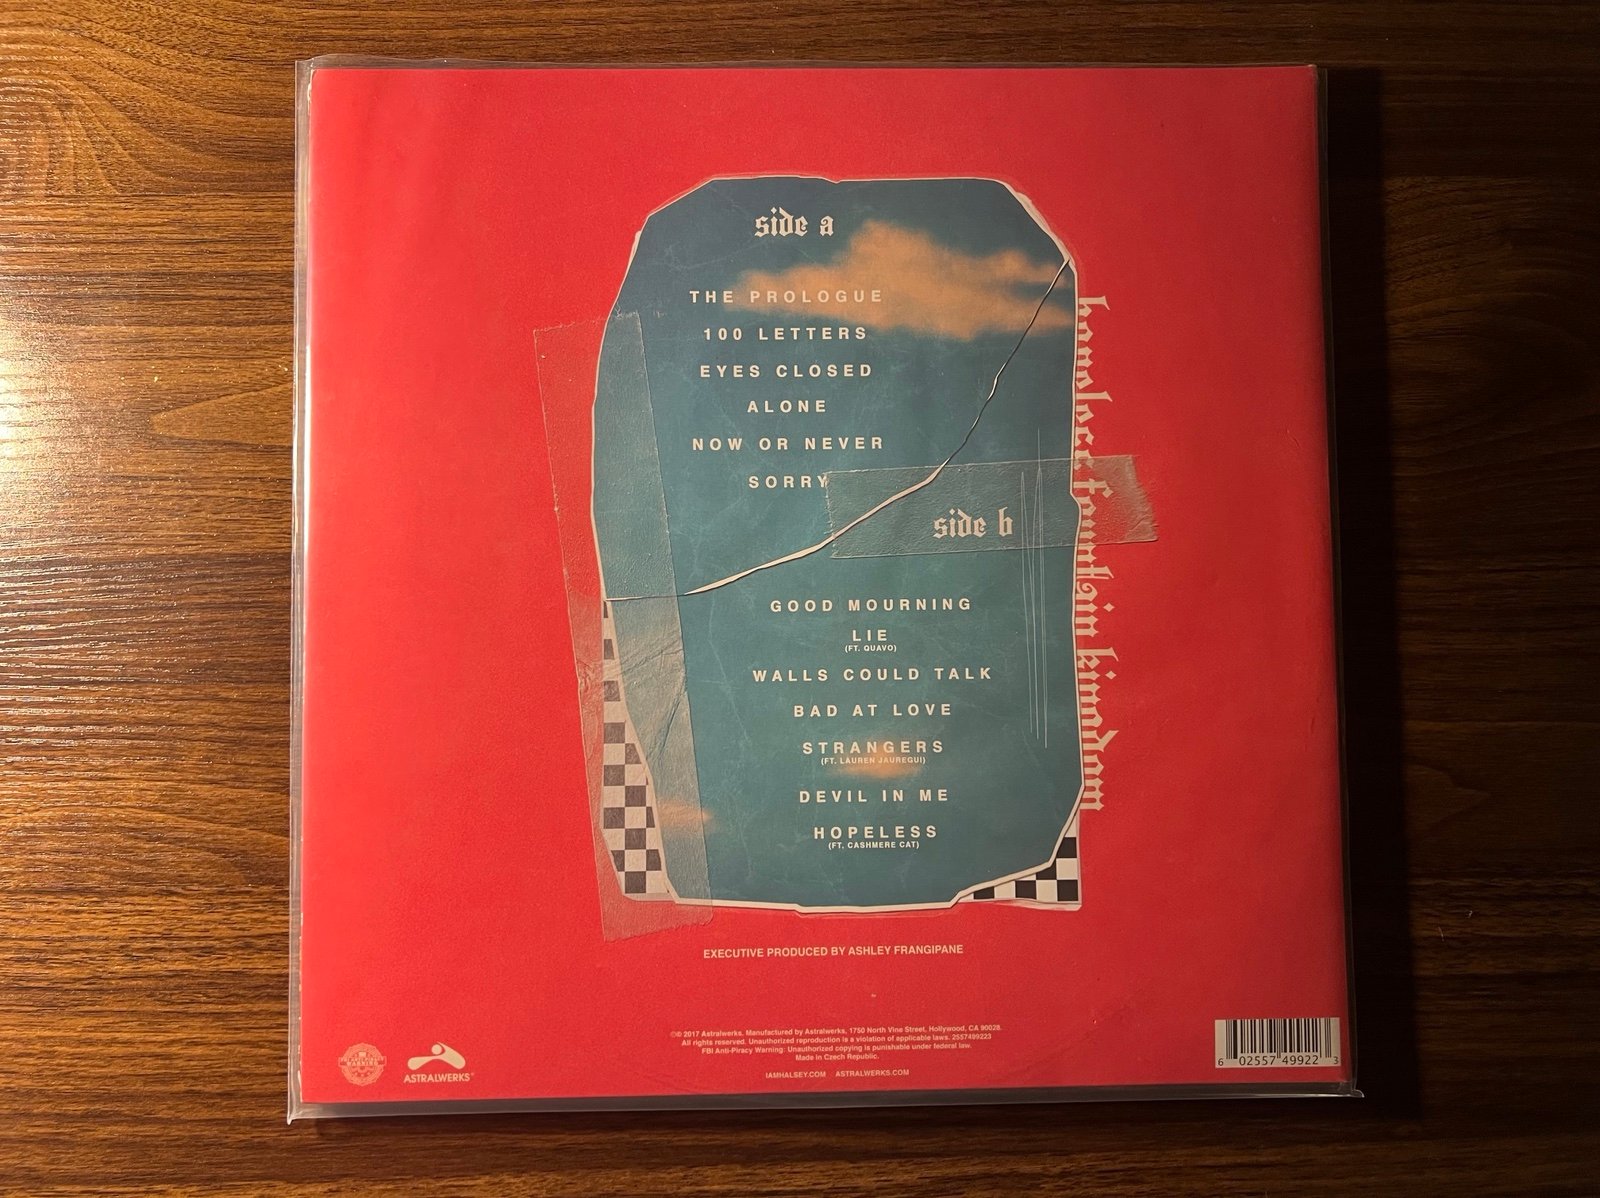 side a
THE PROLOGUE
100 LETTERS
EYES CLOSED
ALONE
NOW OR NEVER
SORRY
side b
GOOD MOURNING
LIE
(FT. QUAVO)
WALLS COULD TALK
BAD AT LOVE
STRANGERS
(FT. LAUREN JAUREGUI)
DEVIL IN ME
HOPELESS
(FT. CASHMERE CAT)
hopeless fountain kingdom
EXECUTIVE PRODUCED BY ASHLEY FRANGIPANE
℗© 2017 Astralwerks. Manufactured by Astralwerks, 1750 North Vine Street, Hollywood, CA 90028.
All rights reserved. Unauthorized reproduction is a violation of applicable laws. 2557499223
FBI Anti-Piracy Warning: Unauthorized copying is punishable under federal law.
Made in Czech Republic.
IAMHALSEY.COM ASTRALWERKS.COM
ASTRALWERKS
6 02557 49922 3